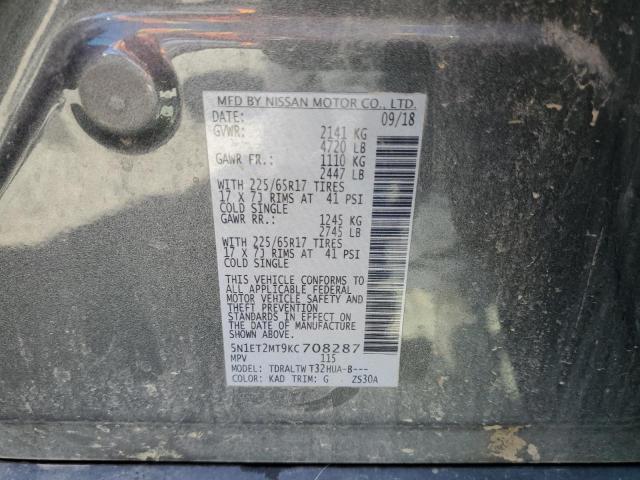 MFD BY NISSAN MOTOR CO., LTD.
DATE: 09/18
GVWR: 2141 KG
4720 LB
GAWR FR.: 1110 KG
2447 LB
WITH 225/65R17 TIRES
17 X 7J RIMS AT 41 PSI
COLD SINGLE
GAWR RR.: 1245 KG
2745 LB
WITH 225/65R17 TIRES
17 X 7J RIMS AT 41 PSI
COLD SINGLE
THIS VEHICLE CONFORMS TO
ALL APPLICABLE FEDERAL
MOTOR VEHICLE SAFETY AND
THEFT PREVENTION
STANDARDS IN EFFECT ON
THE DATE OF MANUFACTURE
SHOWN ABOVE.
5N1ET2MT9KC708287
MPV 115
MODEL: TDRALTW T32HUA-B---
COLOR: KAD TRIM: G ZS30A